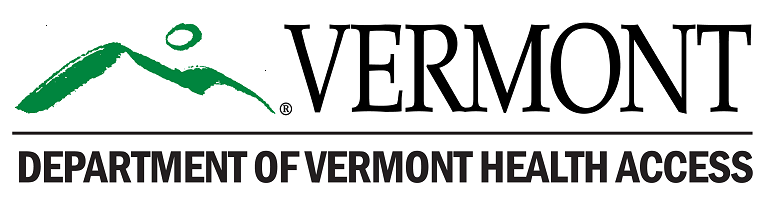 ® VERMONT
DEPARTMENT OF VERMONT HEALTH ACCESS